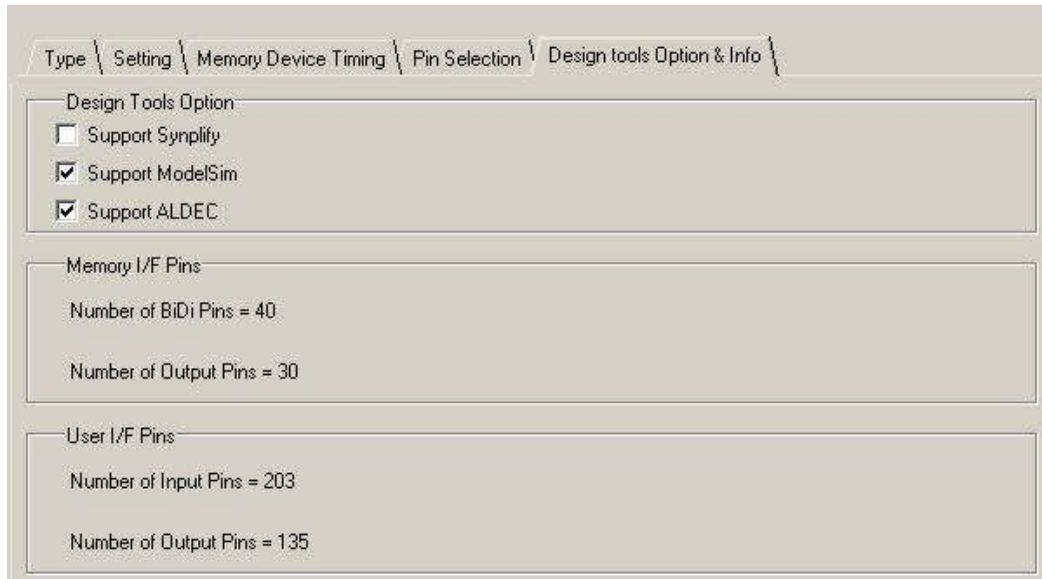 Type Setting Memory Device Timing Pin Selection Design tools Option & Info
Design Tools Option
Support Synplify
Support ModelSim
Support ALDEC
Memory I/F Pins
Number of BiDi Pins = 40
Number of Output Pins = 30
User I/F Pins
Number of Input Pins = 203
Number of Output Pins = 135